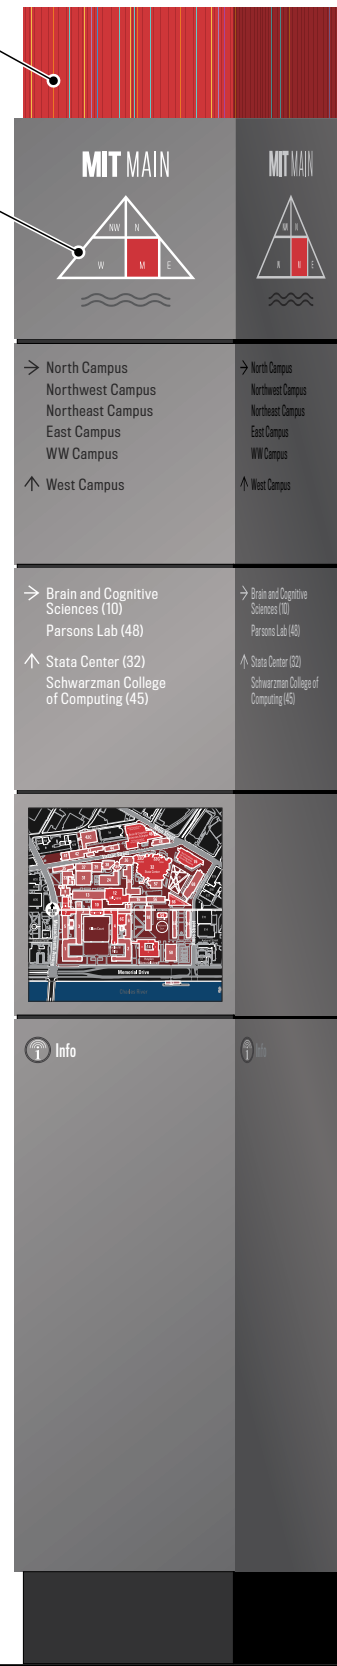 MIT MAIN
NW N
W M E
→ North Campus
Northwest Campus
Northeast Campus
East Campus
WW Campus
↑ West Campus
→ Brain and Cognitive
Sciences (10)
Parsons Lab (48)
↑ Stata Center (32)
Schwarzman College
of Computing (45)
Memorial Drive
i Info
MIT MAIN
NW N
M E
→ North Campus
Northwest Campus
Northeast Campus
East Campus
WW Campus
↑ West Campus
→ Brain and Cognitive
Sciences (10)
Parsons Lab (48)
↑ Stata Center (32)
Schwarzman College of
Computing (45)
i Info